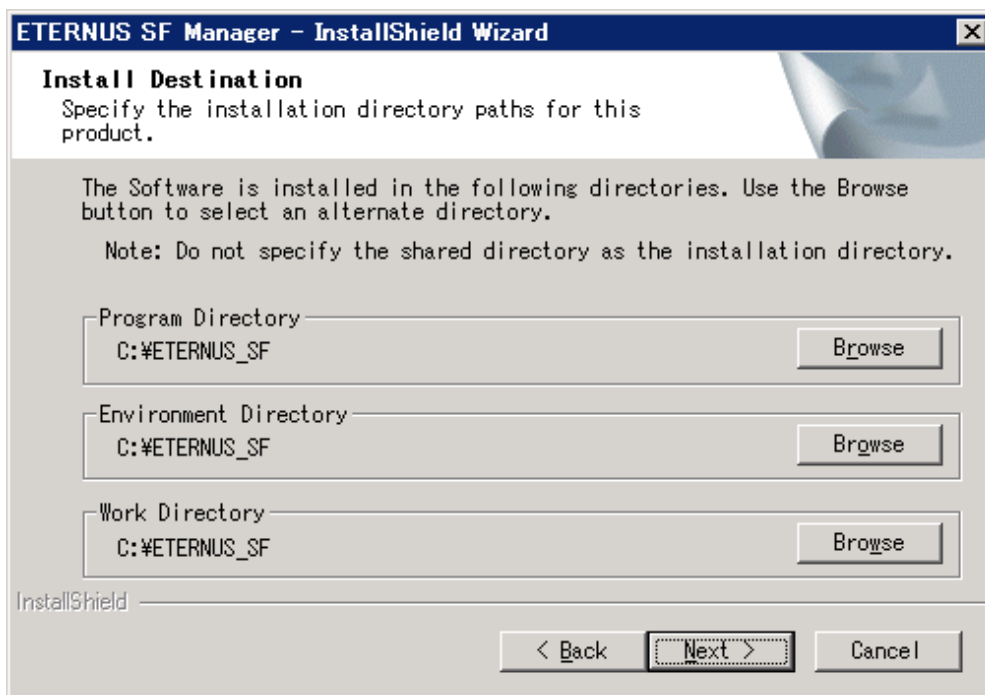 ETERNUS SF Manager - InstallShield Wizard
Install Destination
Specify the installation directory paths for this
product.
The Software is installed in the following directories. Use the Browse
button to select an alternate directory.
Note: Do not specify the shared directory as the installation directory.
Program Directory
C:¥ETERNUS_SF
Browse
Environment Directory
C:¥ETERNUS_SF
Browse
Work Directory
C:¥ETERNUS_SF
Browse
InstallShield
< Back
Next >
Cancel